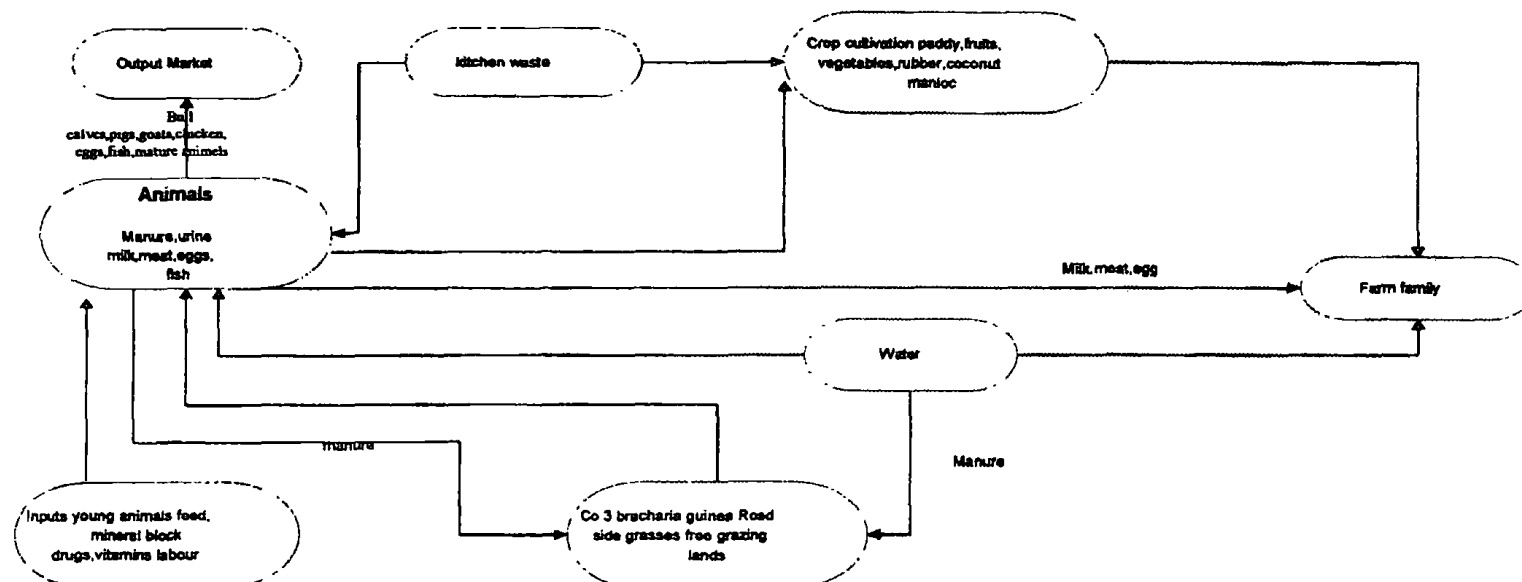 Output Market
kitchen waste
Crop cultivation paddy,fruits,
vegetables,rubber,coconut
manioc
Bull
calves,pigs,goats,chicken,
eggs,fish,mature animels
Animals
Manure,urine
milk,meat,eggs,
fish
Milk,meat,egg
Farm family
Water
manure
Manure
Inputs young animals feed,
mineral block
drugs,vitamins labour
Co 3 bracharia guinea Road
side grasses free grazing
lands